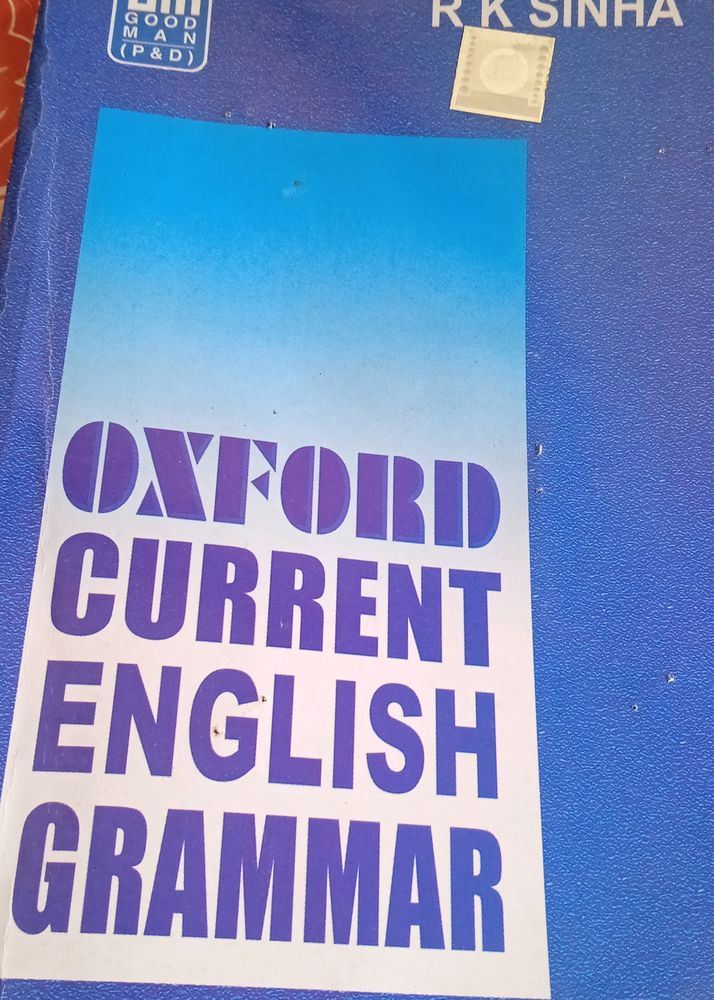 GOOD
MAN
(P & D)
R K SINHA
OXFORD
CURRENT
ENGLISH
GRAMMAR